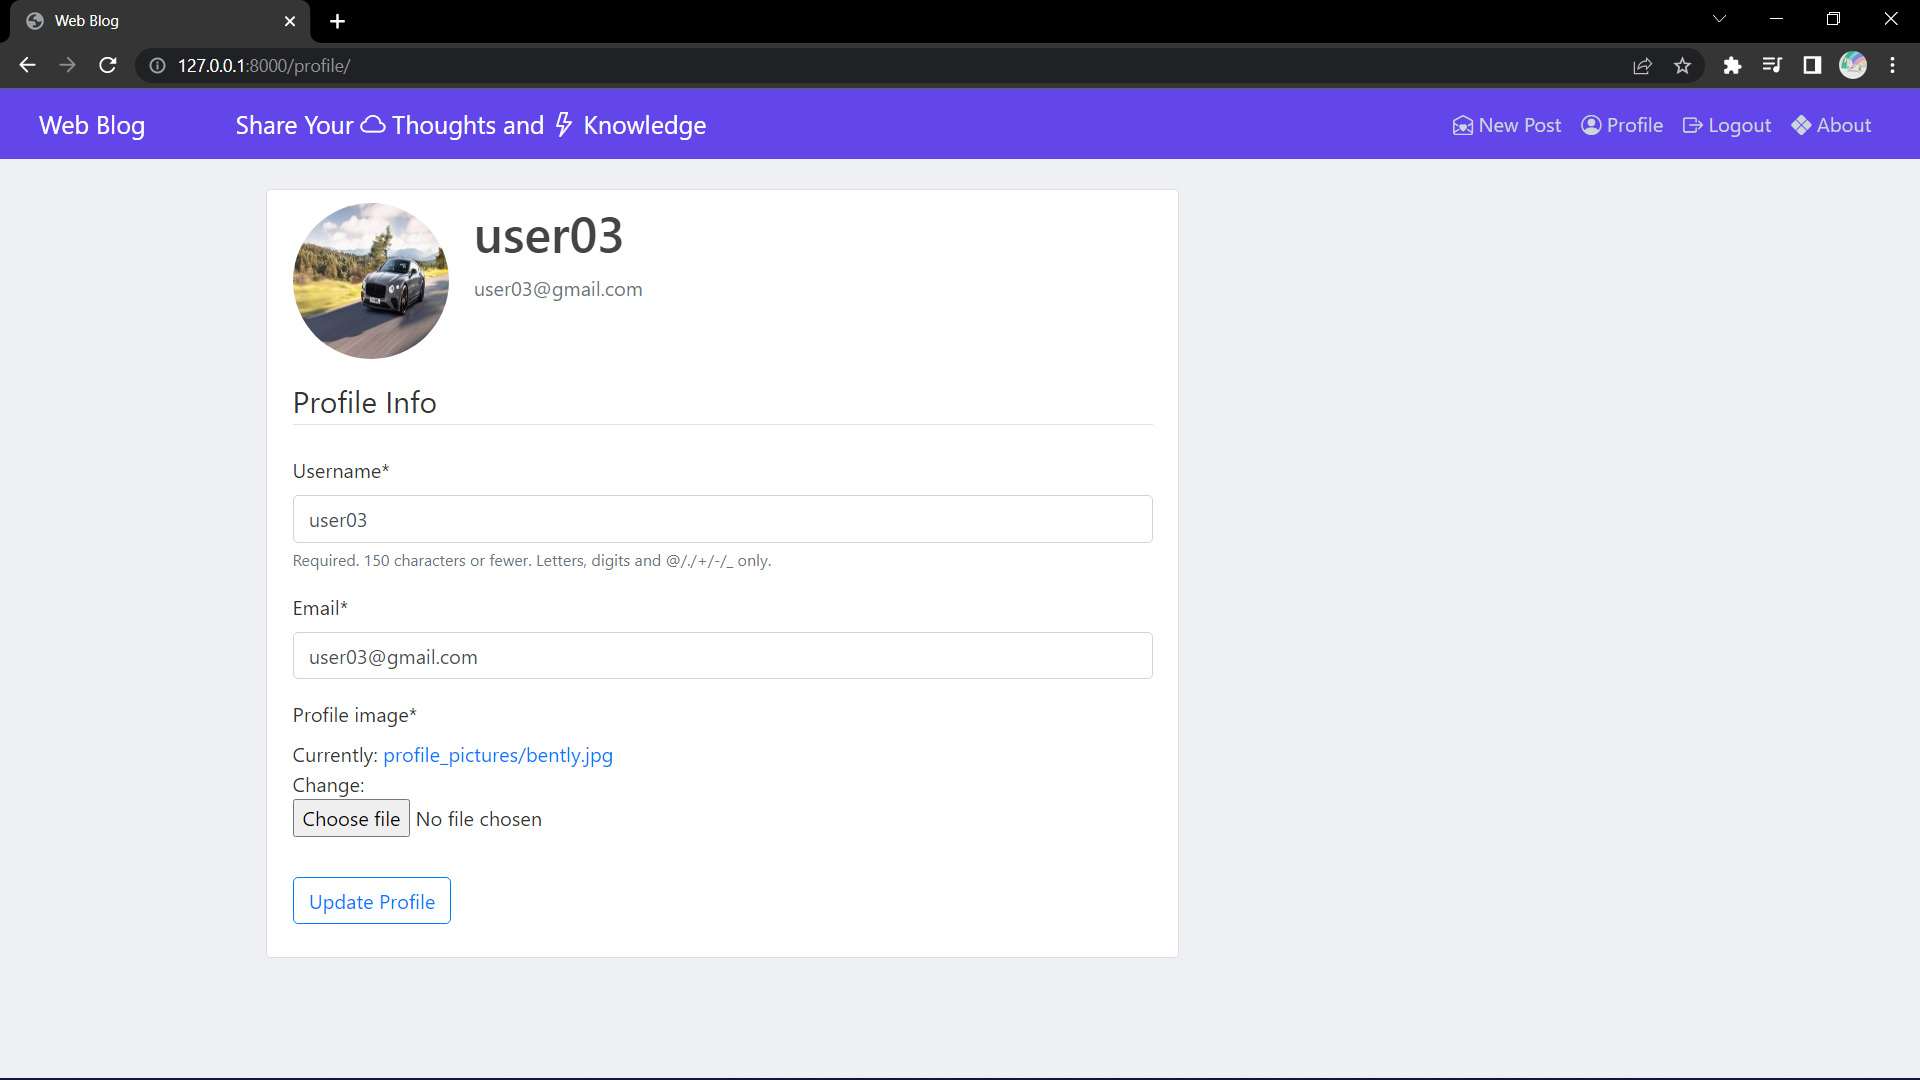 Web Blog
127.0.0.1:8000/profile/
Web Blog
Share Your Thoughts and Knowledge
New Post
Profile
Logout
About
user03
user03@gmail.com
Profile Info
Username*
user03
Required. 150 characters or fewer. Letters, digits and @/./+/-/_ only.
Email*
user03@gmail.com
Profile image*
Currently: profile_pictures/bently.jpg
Change:
Choose file No file chosen
Update Profile